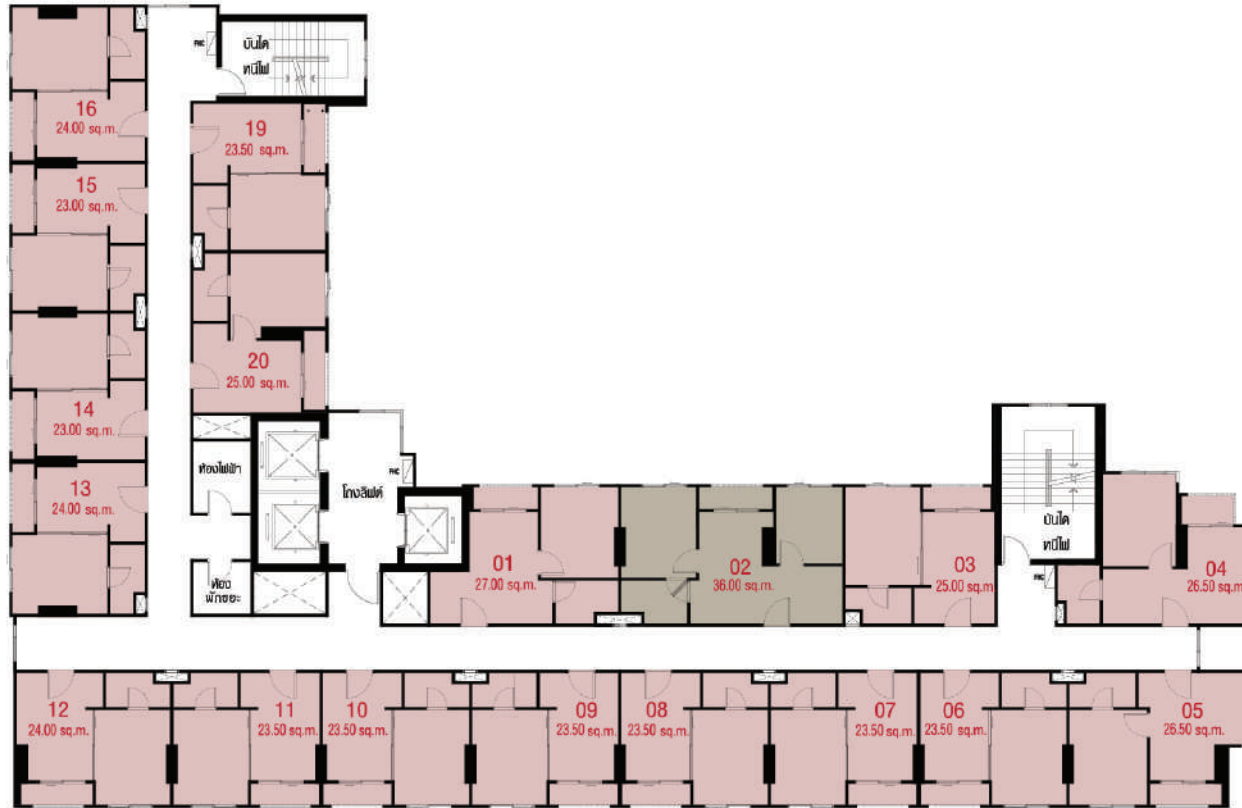 FHC
บันได
หนีไฟ
16
24.00 sq.m.
19
23.50 sq.m.
15
23.00 sq.m.
20
25.00 sq.m.
14
23.00 sq.m.
ห้องไฟฟ้า
โถงลิฟต์
FHC
13
24.00 sq.m.
บันได
หนีไฟ
01
27.00 sq.m.
02
36.00 sq.m.
03
25.00 sq.m
04
26.50 sq.m.
FHC
ห้อง
พักขยะ
12
24.00 sq.m.
11
23.50 sq.m.
10
23.50 sq.m.
09
23.50 sq.m.
08
23.50 sq.m.
07
23.50 sq.m.
06
23.50 sq.m.
05
26.50 sq.m.